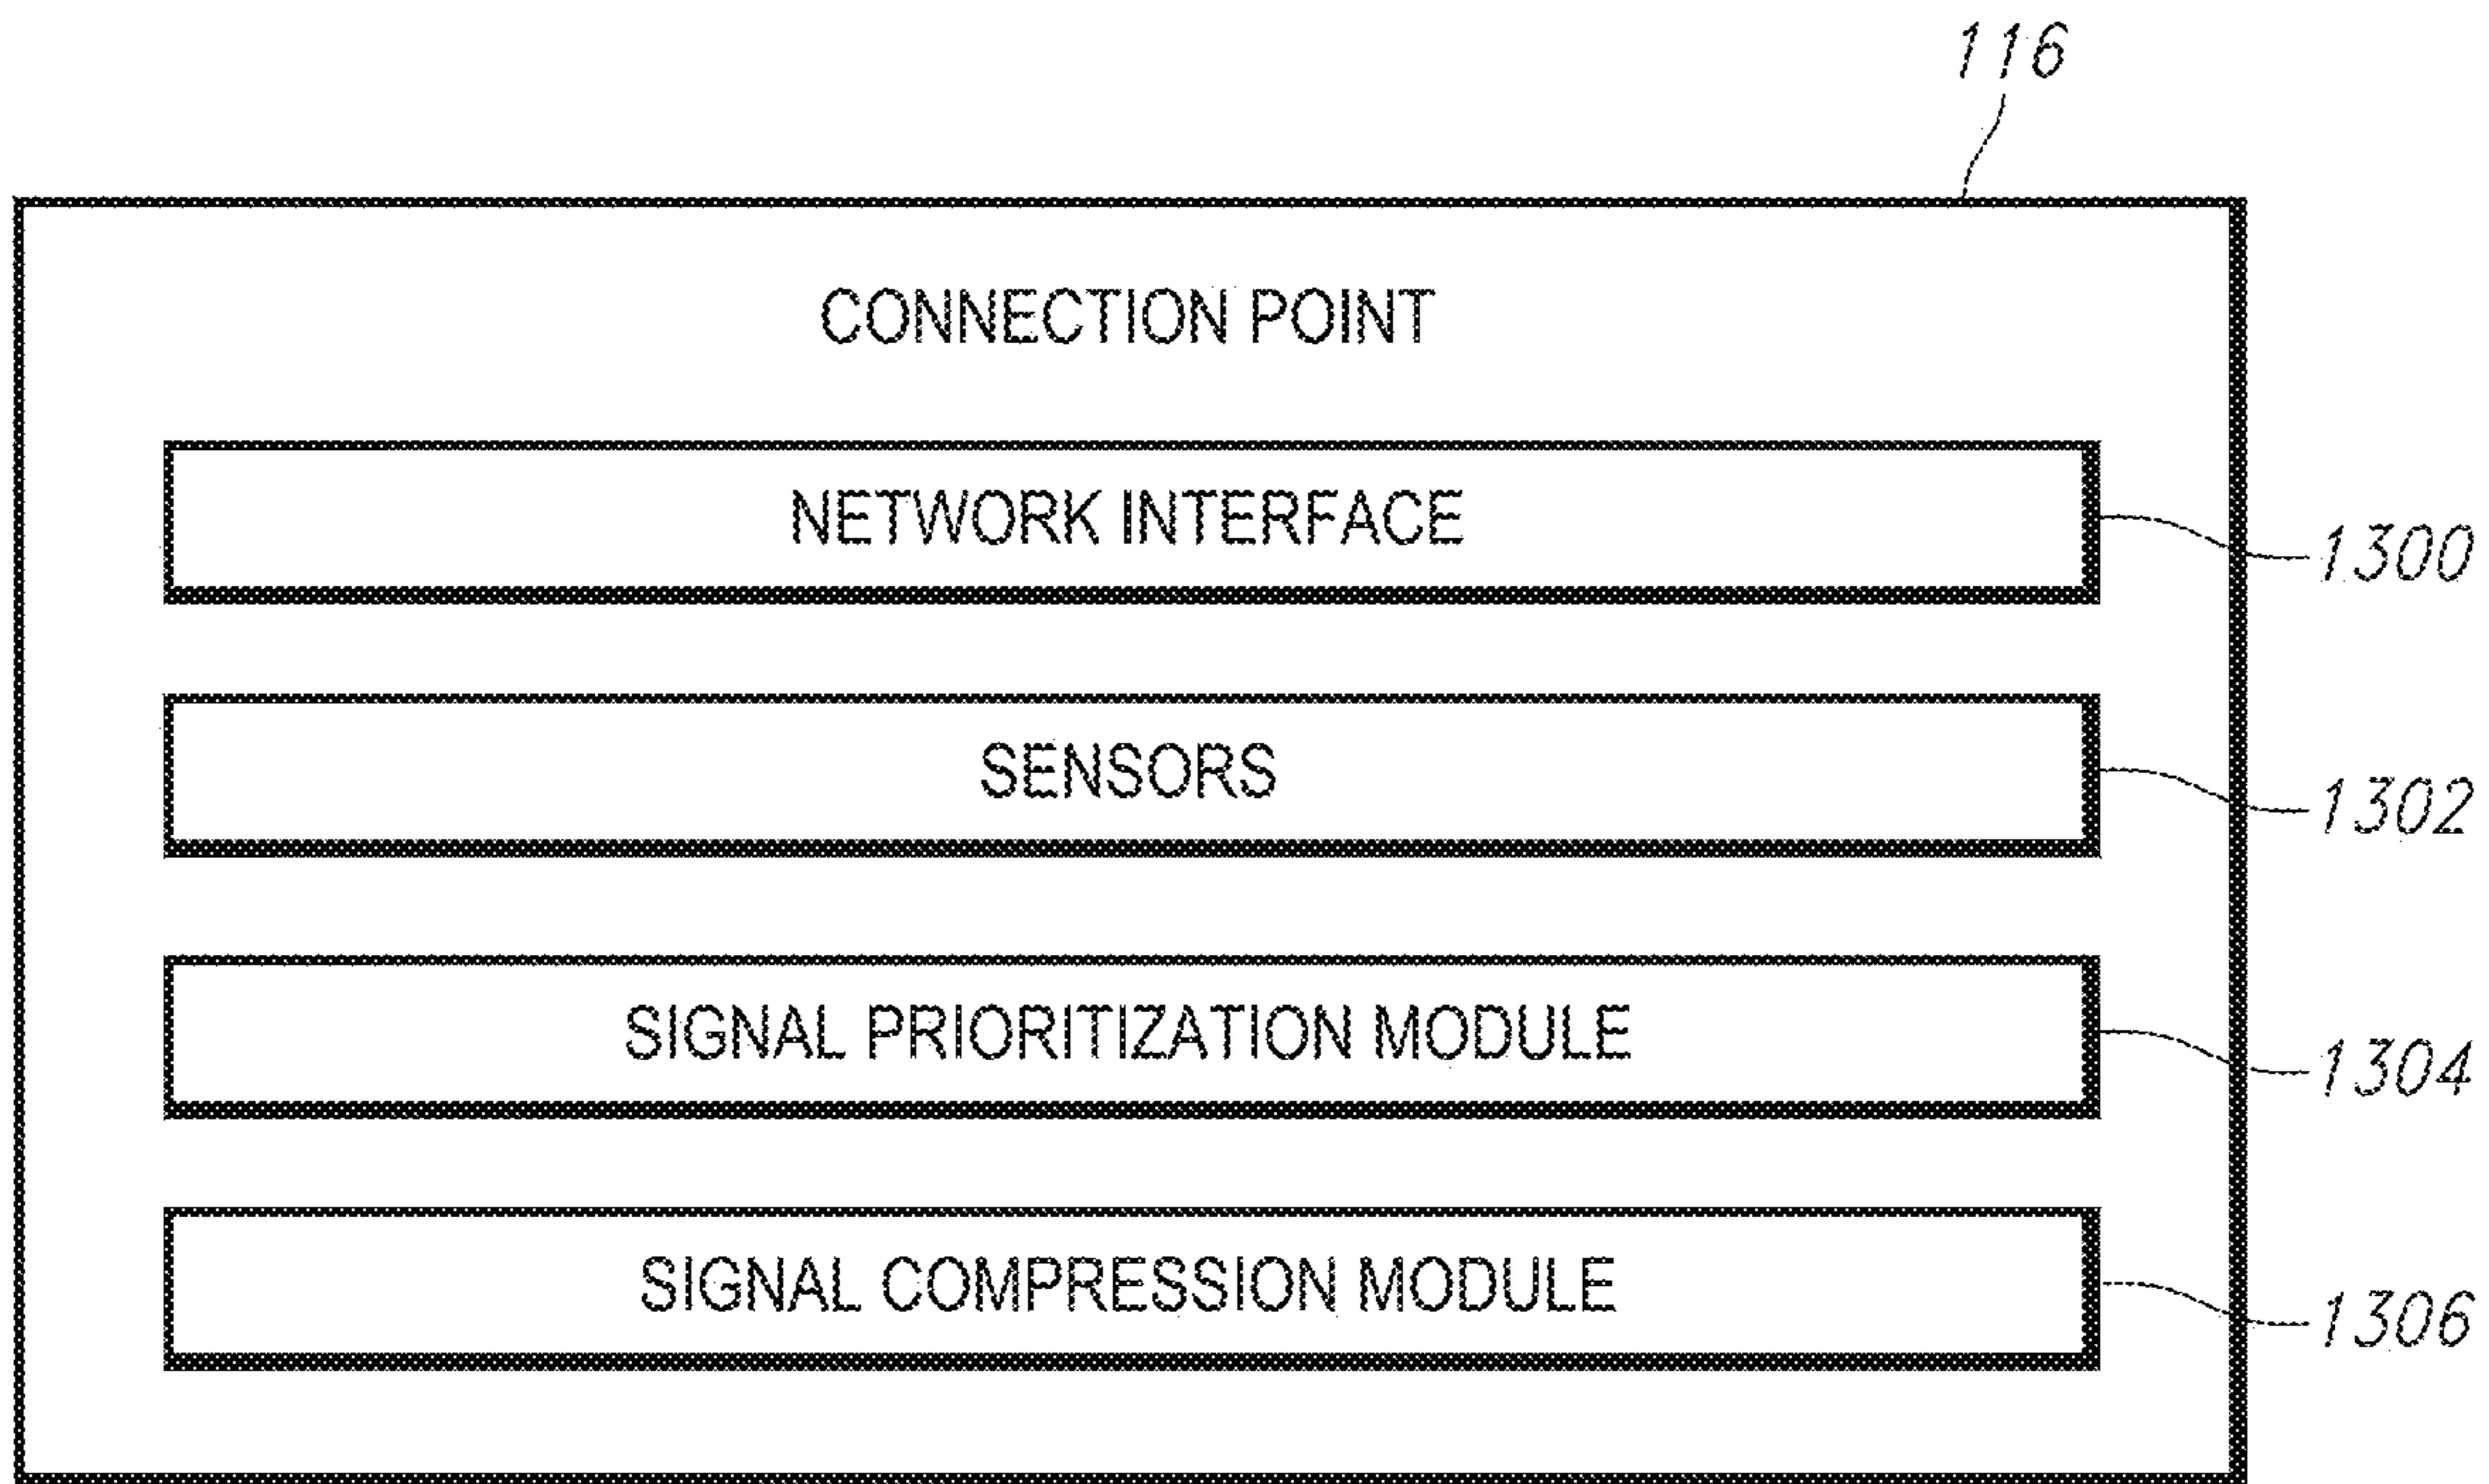 116
CONNECTION POINT
NETWORK INTERFACE
1300
SENSORS
1302
SIGNAL PRIORITIZATION MODULE
1304
SIGNAL COMPRESSION MODULE
1306